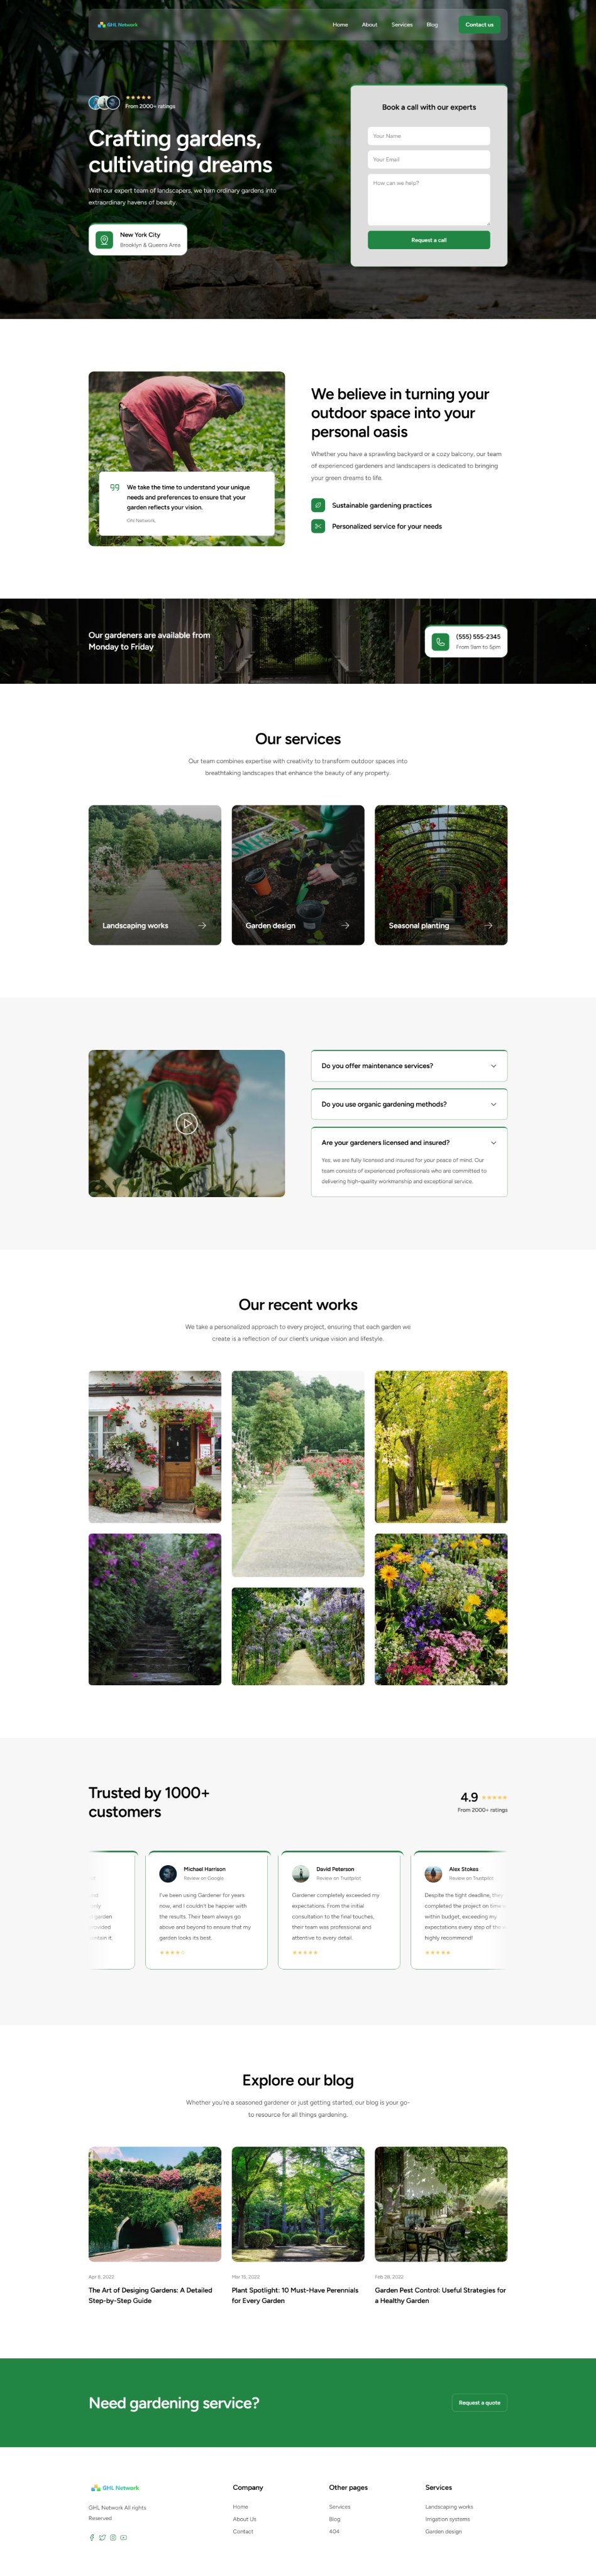 GHL Network
Home About Services Blog Contact us
From 2000+ ratings
Crafting gardens,
cultivating dreams
With our expert team of landscapers, we turn ordinary gardens into
extraordinary havens of beauty.
New York City
Brooklyn & Queens Area
Book a call with our experts
Your Name
Your Email
How can we help?
Request a call
We take the time to understand your unique
needs and preferences to ensure that your
garden reflects your vision.
GHl Network.
We believe in turning your
outdoor space into your
personal oasis
Whether you have a sprawling backyard or a cozy balcony, our team
of experienced gardeners and landscapers is dedicated to bringing
your green dreams to life.
Sustainable gardening practices
Personalized service for your needs
Our gardeners are available from
Monday to Friday
(555) 555-2345
From 9am to 5pm
Our services
Our team combines expertise with creativity to transform outdoor spaces into
breathtaking landscapes that enhance the beauty of any property.
Landscaping works
Garden design
Seasonal planting
Do you offer maintenance services?
Do you use organic gardening methods?
Are your gardeners licensed and insured?
Yes, we are fully licensed and insured for your peace of mind. Our
team consists of experienced professionals who are committed to
delivering high-quality workmanship and exceptional service.
Our recent works
We take a personalized approach to every project, ensuring that each garden we
create is a reflection of our client's unique vision and lifestyle.
Trusted by 1000+
customers
4.9
From 2000+ ratings
Michael Harrison
Review on Google
I've been using Gardener for years
now, and I couldn't be happier with
the results. Their team always go
above and beyond to ensure that my
garden looks its best.
David Peterson
Review on Trustpilot
Gardener completely exceeded my
expectations. From the initial
consultation to the final touches,
their team was professional and
attentive to every detail.
Alex Stokes
Review on Trustpilot
Despite the tight deadline, they
completed the project on time
within budget, exceeding my
expectations every step of the
highly recommend!
Explore our blog
Whether you're a seasoned gardener or just getting started, our blog is your go-
to resource for all things gardening.
Apr 8, 2022
The Art of Desiging Gardens: A Detailed
Step-by-Step Guide
Mar 15, 2022
Plant Spotlight: 10 Must-Have Perennials
for Every Garden
Feb 28, 2022
Garden Pest Control: Useful Strategies for
a Healthy Garden
Need gardening service?
Request a quote
GHL Network
GHL Network All rights
Reserved
Company
Home
About Us
Contact
Other pages
Services
Blog
404
Services
Landscaping works
Irrigation systems
Garden design